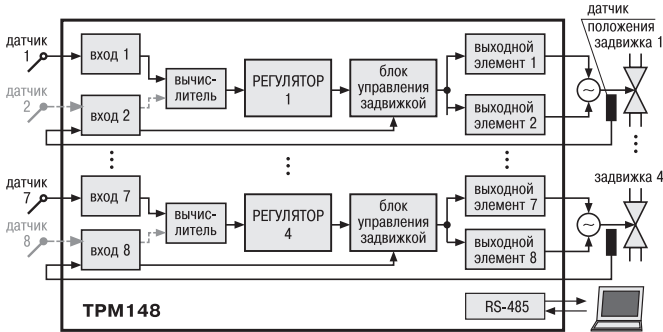 датчик
1
датчик
2
вход 1
вход 2
вычис-
литель
РЕГУЛЯТОР
1
блок
управления
задвижкой
выходной
элемент 1
выходной
элемент 2
датчик
положения
задвижка 1
~
датчик
7
датчик
8
вход 7
вход 8
вычис-
литель
РЕГУЛЯТОР
4
блок
управления
задвижкой
выходной
элемент 7
выходной
элемент 8
задвижка 4
~
ТРМ148
RS-485